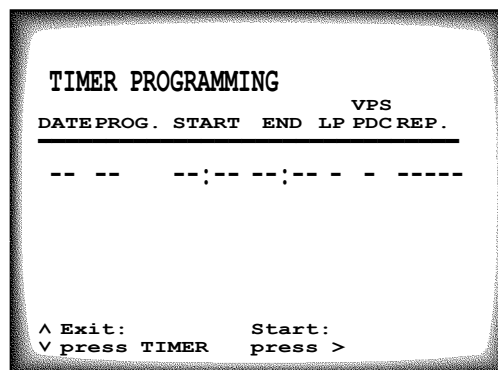 TIMER PROGRAMMING
VPS
DATE PROG. START END LP PDC REP.
-- -- --:-- --:-- - - -----
^ Exit: Start:
v press TIMER press >